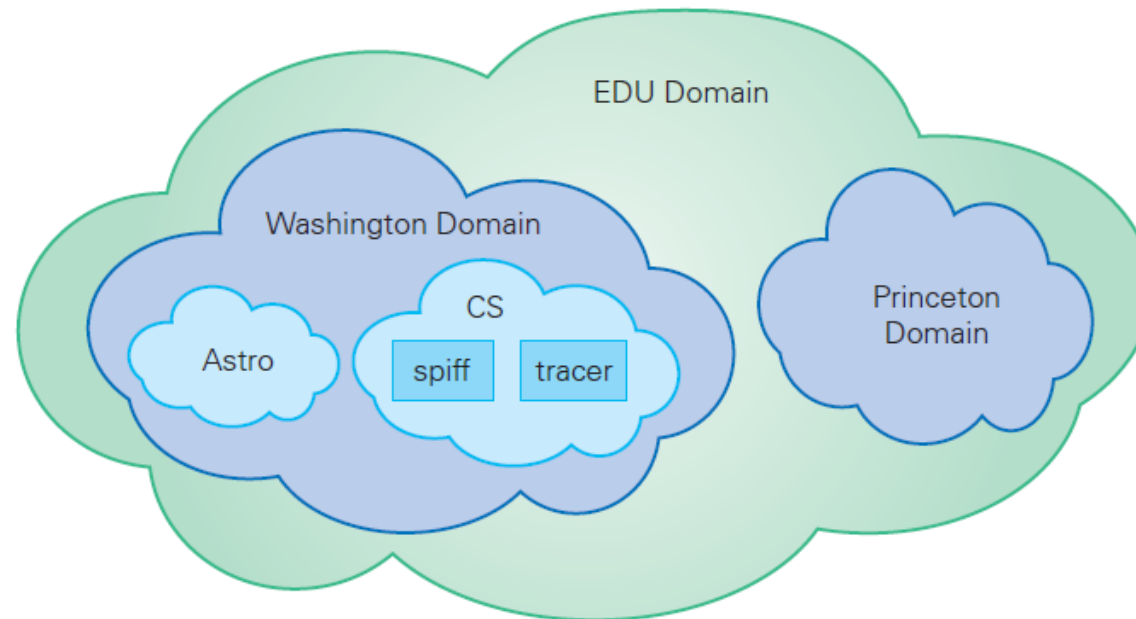 EDU Domain
Washington Domain
CS
Astro
spiff
tracer
Princeton
Domain